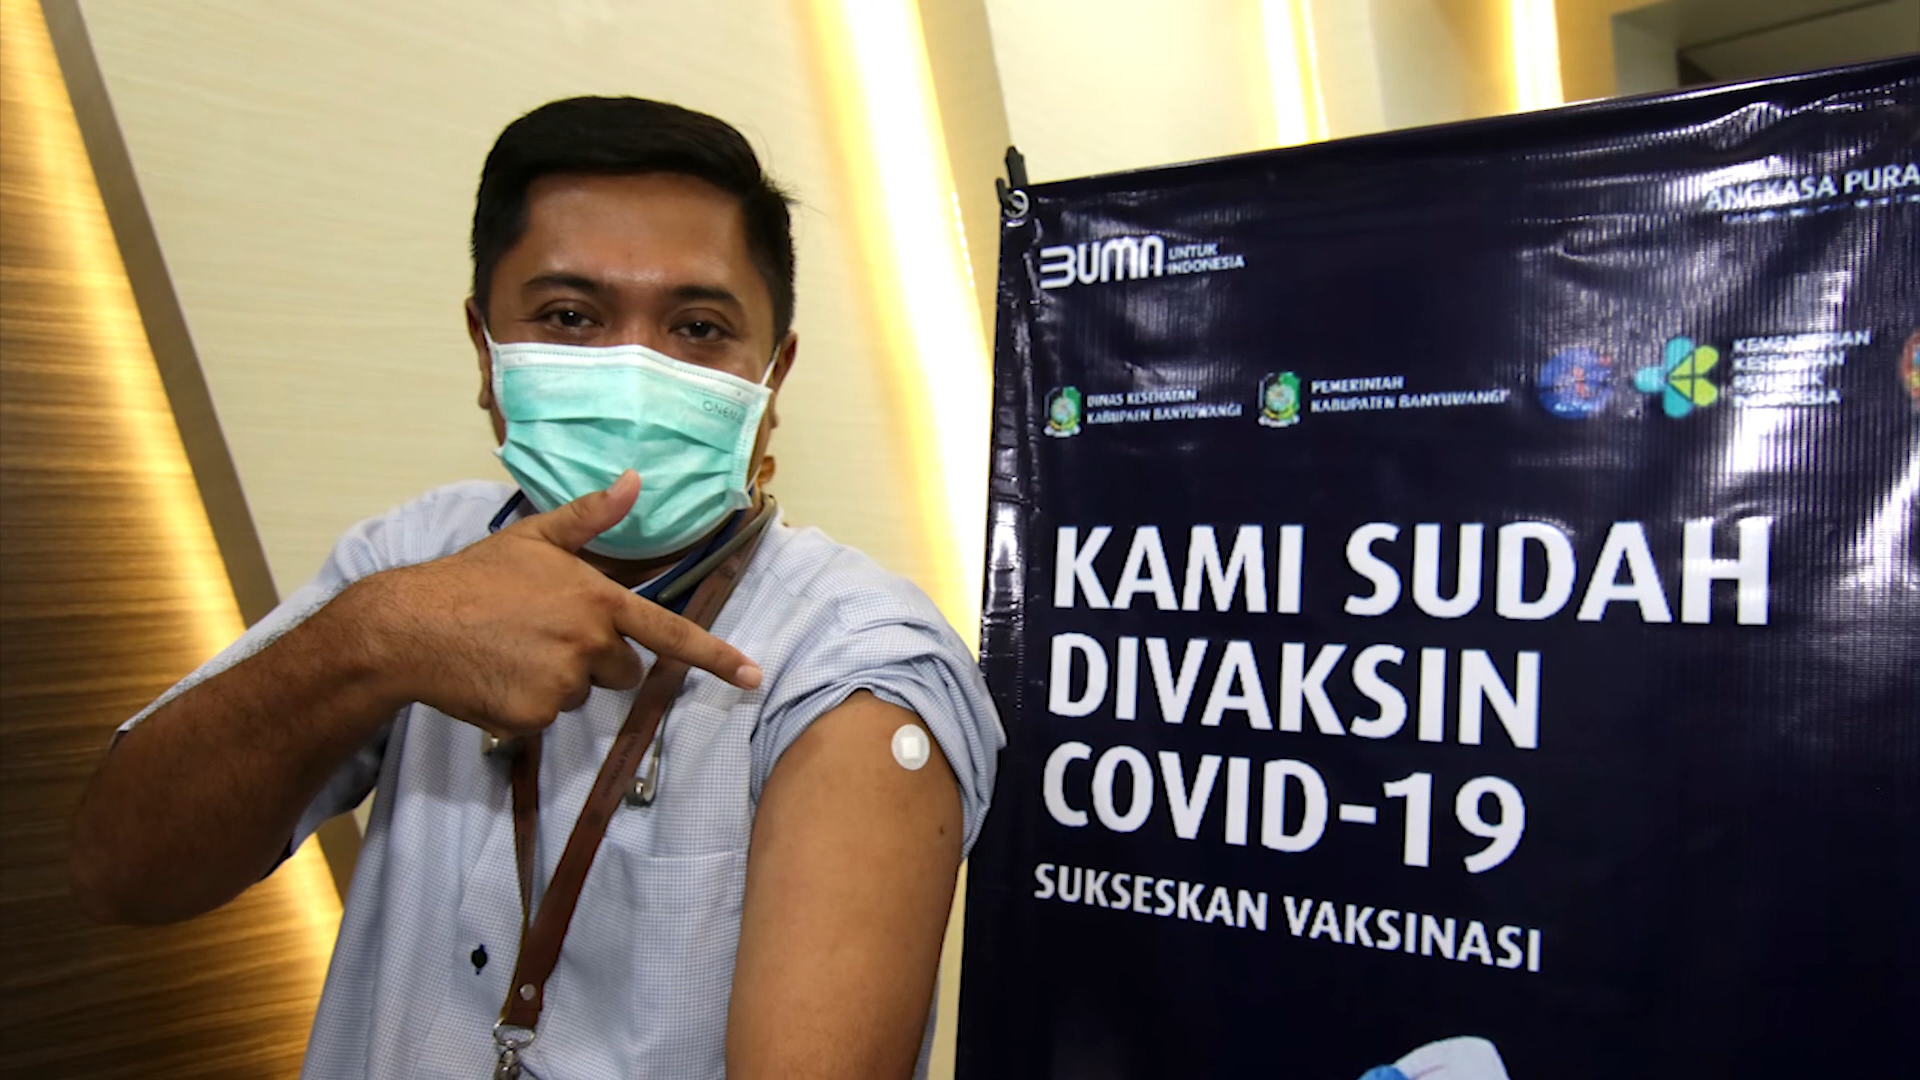 ANGKASA PURA
BUMN UNTUK
INDONESIA
DINAS KESEHATAN
KABUPATEN BANYUWANGI
PEMERINTAH
KABUPATEN BANYUWANGI
KEMENTERIAN
KESEHATAN
REPUBLIK
INDONESIA
KAMI SUDAH
DIVAKSIN
COVID-19
SUKSESKAN VAKSINASI